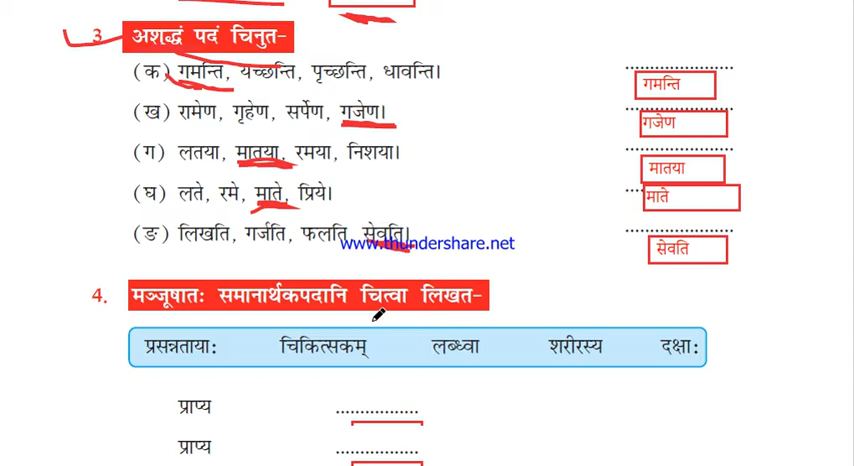 3 अशुद्धं पदं चिनुत-
(क) गमन्ति, यच्छन्ति, पृच्छन्ति, धावन्ति। .................... गमन्ति
(ख) रामेण, गृहेण, सर्पेण, गजेण। .................... गजेण
(ग) लतया, मातया, रमया, निशया। .................... मातया
(घ) लते, रमे, माते, प्रिये। ... माते
(ङ) लिखति, गर्जति, फलति, सेवति। .................... सेवति
www.thundershare.net
4. मञ्जूषातः समानार्थकपदानि चित्वा लिखत-
प्रसन्नतायाः चिकित्सकम् लब्ध्वा शरीरस्य दक्षाः
प्राप्य .................
प्राप्य .................